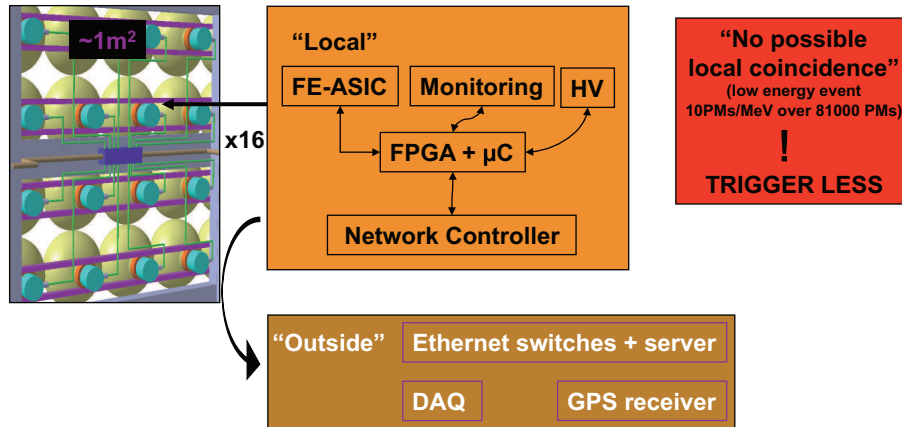 ~1m²
x16
“Local”
FE-ASIC
Monitoring
HV
FPGA + µC
Network Controller
“No possible
local coincidence”
(low energy event
10PMs/MeV over 81000 PMs)
!
TRIGGER LESS
“Outside”
Ethernet switches + server
DAQ
GPS receiver